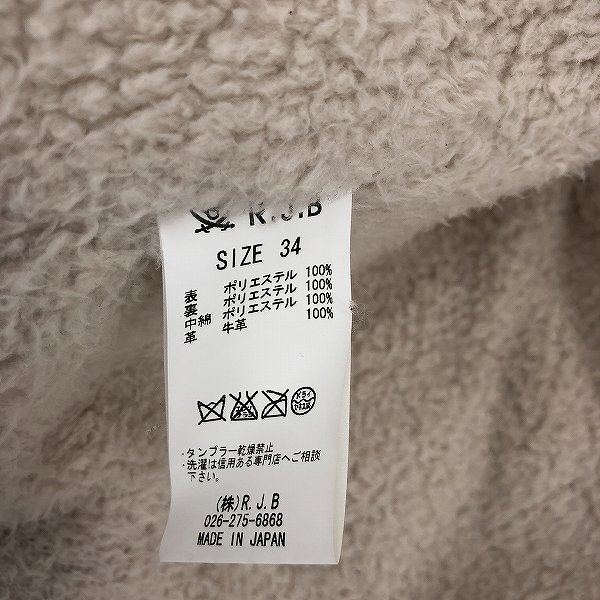 R.J.B
SIZE 34
表 ポリエステル 100%
裏 ポリエステル 100%
中綿 ポリエステル 100%
革 牛革 100%
・タンブラー乾燥禁止
・洗濯は信用ある専門店へご相談
下さい。
(株)R.J.B
026-275-6868
MADE IN JAPAN